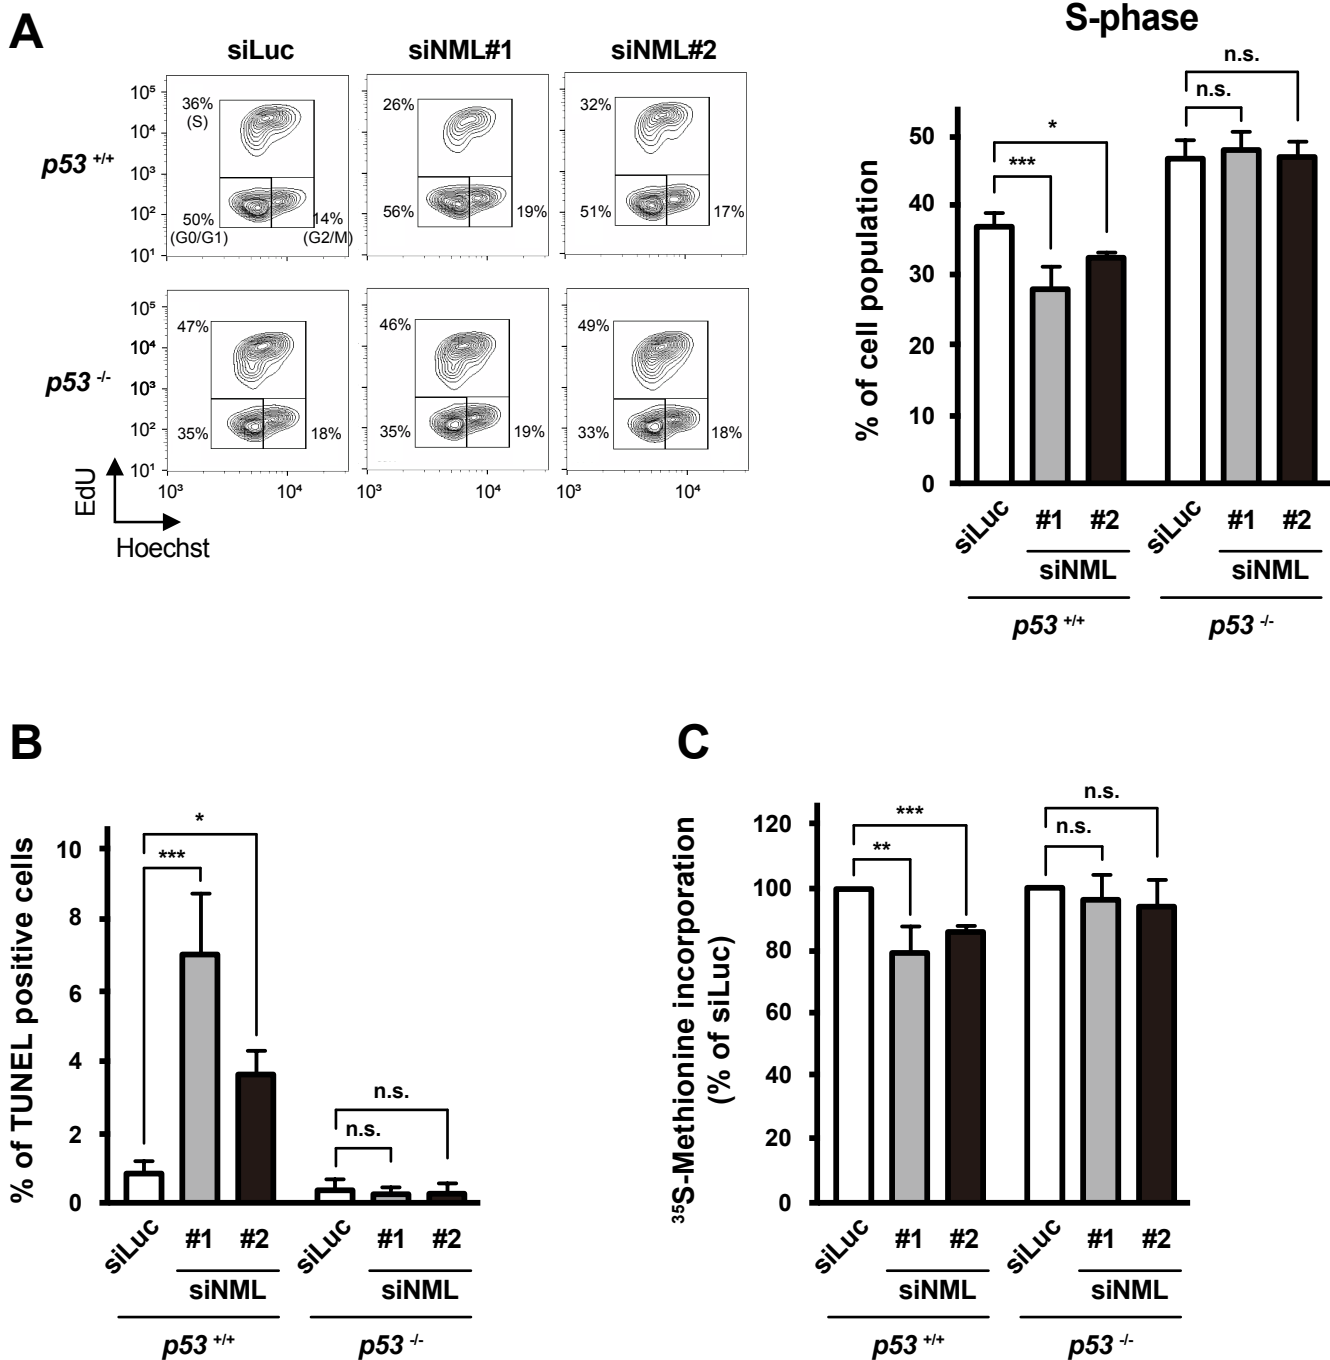 A
siLuc
siNML#1
siNML#2
10⁵
10⁴
10³
10²
10¹
p53 +/+
36%
(S)
50%
(G0/G1)
14%
(G2/M)
26%
56%
19%
32%
51%
17%
10⁵
10⁴
10³
10²
10¹
p53 -/-
47%
35%
18%
46%
35%
19%
49%
33%
18%
10³
10⁴
10³
10⁴
10³
10⁴
EdU
Hoechst
S-phase
n.s.
n.s.
*
***
% of cell population
50
40
30
20
10
0
siLuc
#1
#2
siLuc
#1
#2
siNML
siNML
p53 +/+
p53 -/-
B
% of TUNEL positive cells
10
8
6
4
2
0
*
***
n.s.
n.s.
siLuc
#1
#2
siLuc
#1
#2
siNML
siNML
p53 +/+
p53 -/-
C
³⁵S-Methionine incorporation
(% of siLuc)
120
100
80
60
40
20
0
***
**
n.s.
n.s.
siLuc
#1
#2
siLuc
#1
#2
siNML
siNML
p53 +/+
p53 -/-